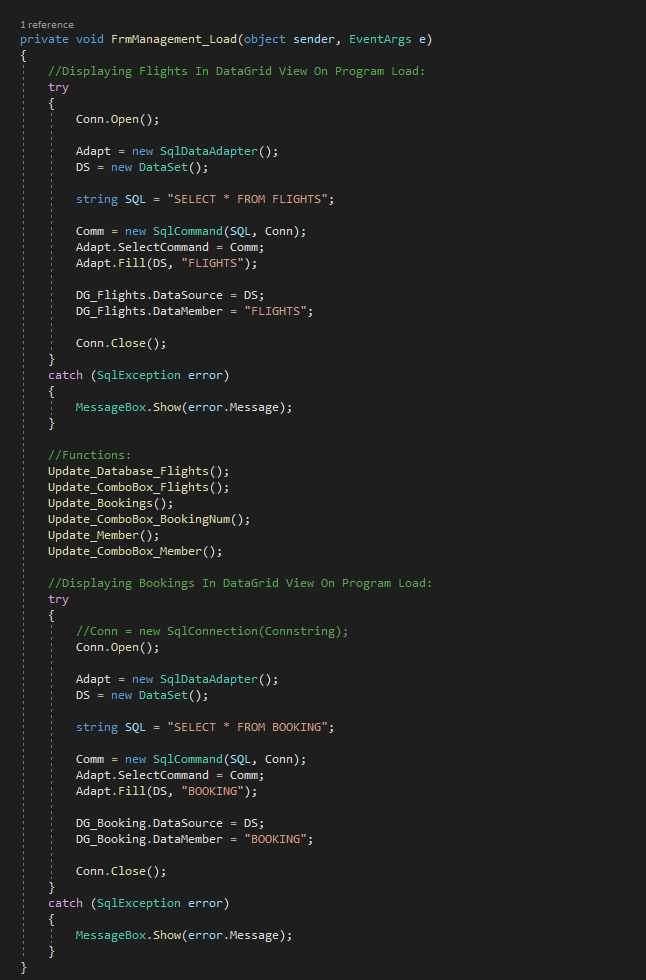 1 reference
private void FrmManagement_Load(object sender, EventArgs e)
{
//Displaying Flights In DataGrid View On Program Load:
try
{
Conn.Open();
Adapt = new SqlDataAdapter();
DS = new DataSet();
string SQL = "SELECT * FROM FLIGHTS";
Comm = new SqlCommand(SQL, Conn);
Adapt.SelectCommand = Comm;
Adapt.Fill(DS, "FLIGHTS");
DG_Flights.DataSource = DS;
DG_Flights.DataMember = "FLIGHTS";
Conn.Close();
}
catch (SqlException error)
{
MessageBox.Show(error.Message);
}
//Functions:
Update_Database_Flights();
Update_ComboBox_Flights();
Update_Bookings();
Update_ComboBox_BookingNum();
Update_Member();
Update_ComboBox_Member();
//Displaying Bookings In DataGrid View On Program Load:
try
{
//Conn = new SqlConnection(Connstring);
Conn.Open();
Adapt = new SqlDataAdapter();
DS = new DataSet();
string SQL = "SELECT * FROM BOOKING";
Comm = new SqlCommand(SQL, Conn);
Adapt.SelectCommand = Comm;
Adapt.Fill(DS, "BOOKING");
DG_Booking.DataSource = DS;
DG_Booking.DataMember = "BOOKING";
Conn.Close();
}
catch (SqlException error)
{
MessageBox.Show(error.Message);
}
}